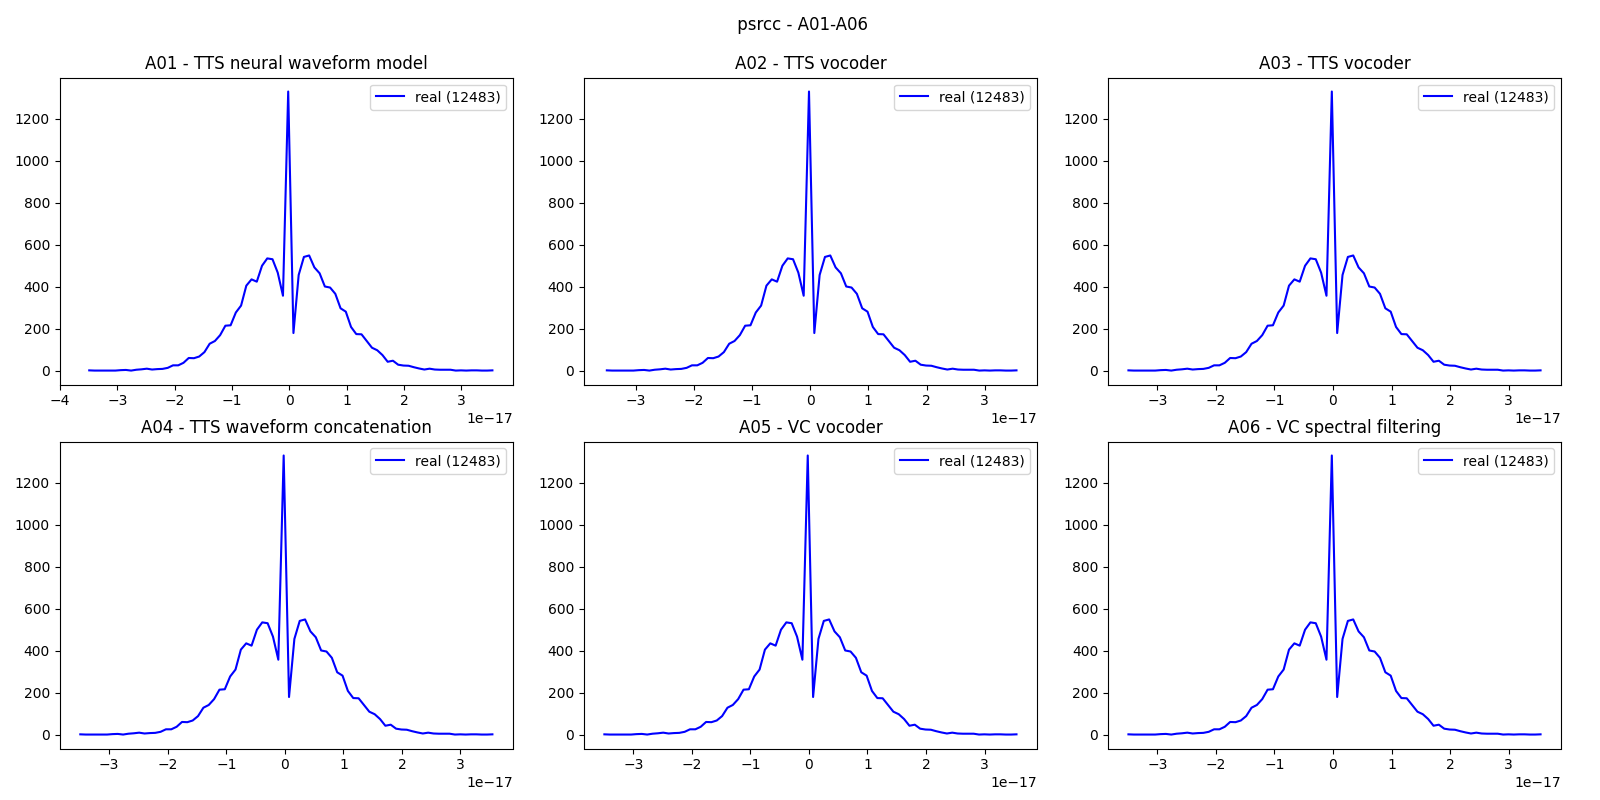 psrcc - A01-A06
A01 - TTS neural waveform model
real (12483)
1200
1000
800
600
400
200
0
−4 −3 −2 −1 0 1 2 3
1e−17
A02 - TTS vocoder
real (12483)
1200
1000
800
600
400
200
0
−3 −2 −1 0 1 2 3
1e−17
A03 - TTS vocoder
real (12483)
1200
1000
800
600
400
200
0
−3 −2 −1 0 1 2 3
1e−17
A04 - TTS waveform concatenation
real (12483)
1200
1000
800
600
400
200
0
−3 −2 −1 0 1 2 3
1e−17
A05 - VC vocoder
real (12483)
1200
1000
800
600
400
200
0
−3 −2 −1 0 1 2 3
1e−17
A06 - VC spectral filtering
real (12483)
1200
1000
800
600
400
200
0
−3 −2 −1 0 1 2 3
1e−17